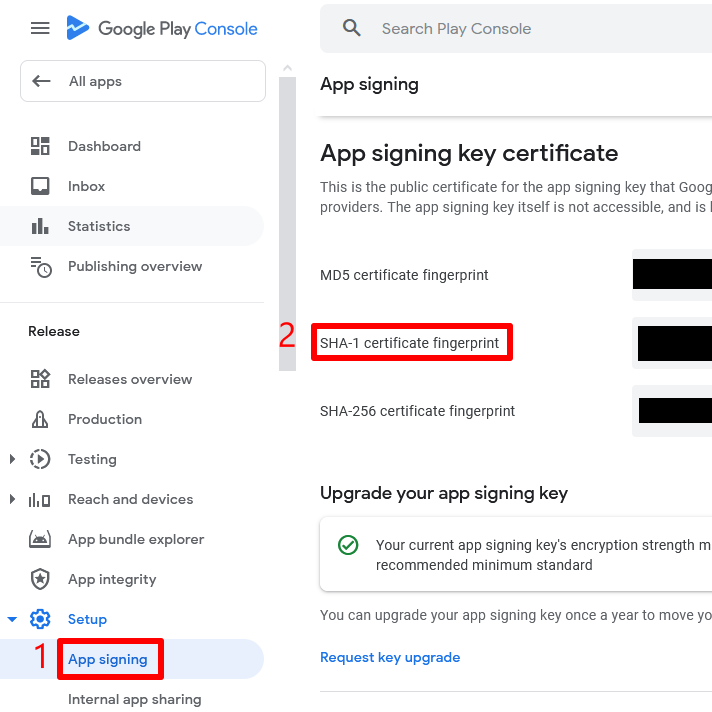 Google Play Console
Search Play Console
All apps
App signing
Dashboard
Inbox
Statistics
Publishing overview
Release
Releases overview
Production
Testing
Reach and devices
App bundle explorer
App integrity
Setup
1
App signing
Internal app sharing
App signing key certificate
This is the public certificate for the app signing key that Goog
providers. The app signing key itself is not accessible, and is
MD5 certificate fingerprint
2
SHA-1 certificate fingerprint
SHA-256 certificate fingerprint
Upgrade your app signing key
Your current app signing key's encryption strength m
recommended minimum standard
You can upgrade your app signing key once a year to move yo
Request key upgrade